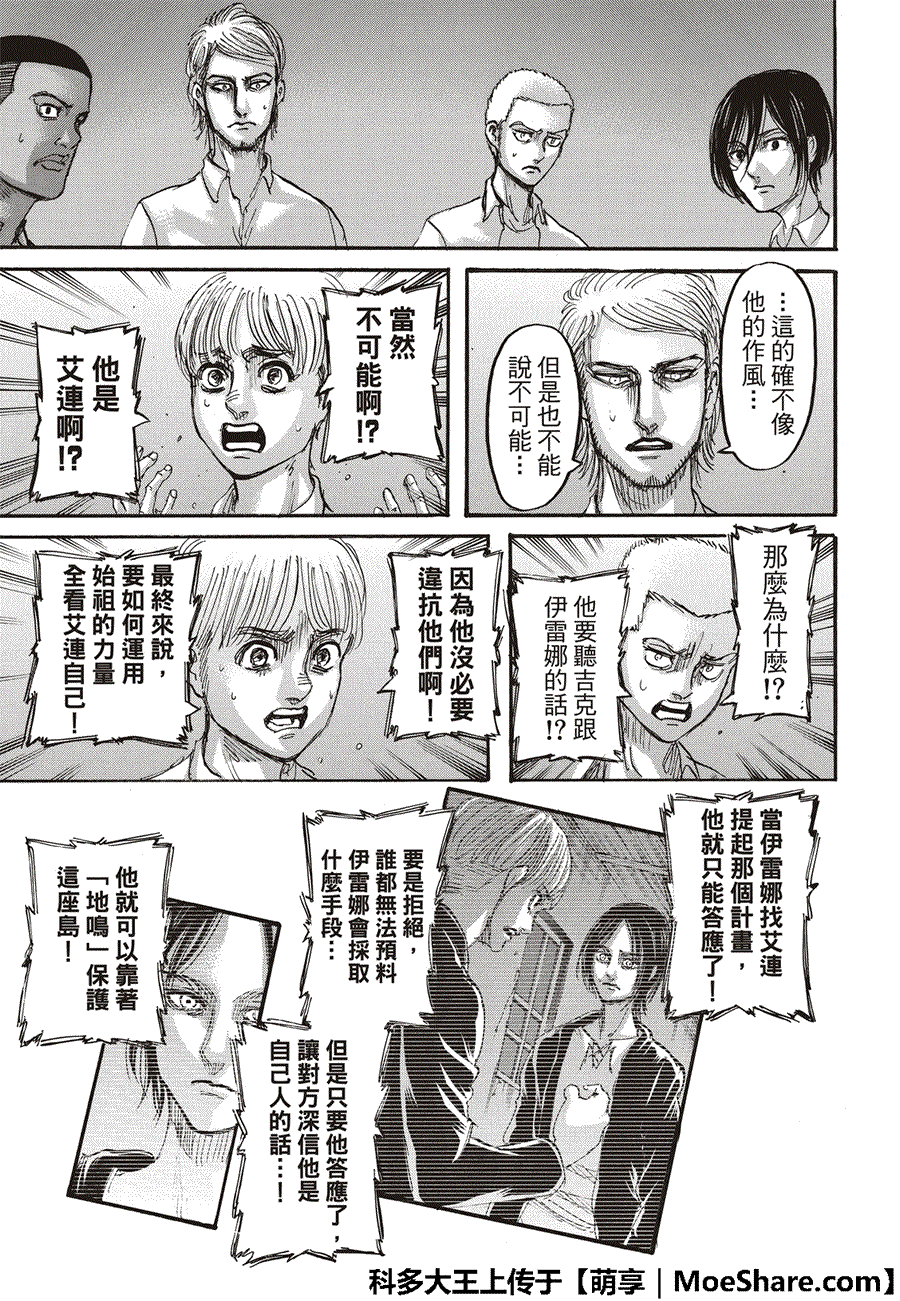 …這的確不像
他的作風…
但是也不能
說不可能…
當然
不可能啊!?
他是
艾連啊!?
那麼為什麼!?
他要聽吉克跟
伊雷娜的話!?
因為他沒必要
違抗他們啊！
最終來說，
要如何運用
始祖的力量
全看艾連自己！
當伊雷娜找艾連
提起那個計畫，
他就只能答應了！
要是拒絕，
誰都無法預料
伊雷娜會採取
什麼手段…
但是只要他答應了，
讓對方深信他是
自己人的話…！
他就可以靠著
「地鳴」保護
這座島！
科多大王上传于【萌享｜MoeShare.com】